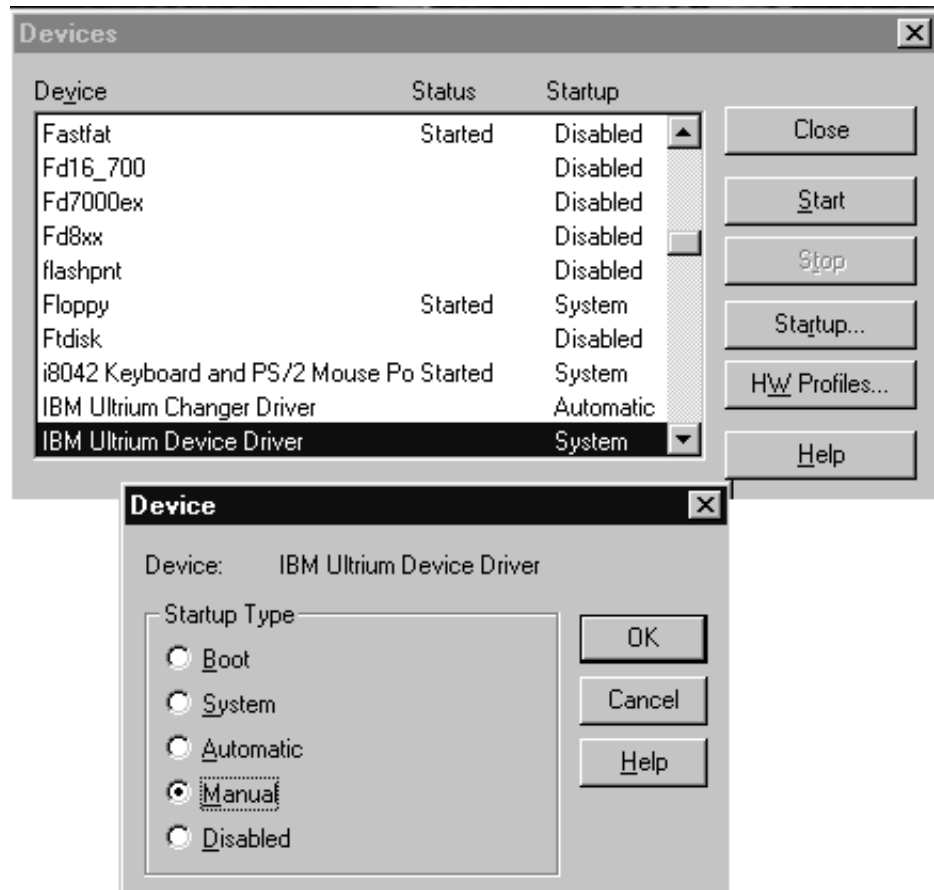 Devices
Device Status Startup
Fastfat Started Disabled
Close
Fd16_700 Disabled
Fd7000ex Disabled
Start
Fd8xx Disabled
flashpnt Disabled
Stop
Floppy Started System
Startup...
Ftdisk Disabled
i8042 Keyboard and PS/2 Mouse Po Started System
HW Profiles...
IBM Ultrium Changer Driver Automatic
IBM Ultrium Device Driver System
Help
Device
Device: IBM Ultrium Device Driver
Startup Type
OK
Boot
System
Cancel
Automatic
Help
Manual
Disabled